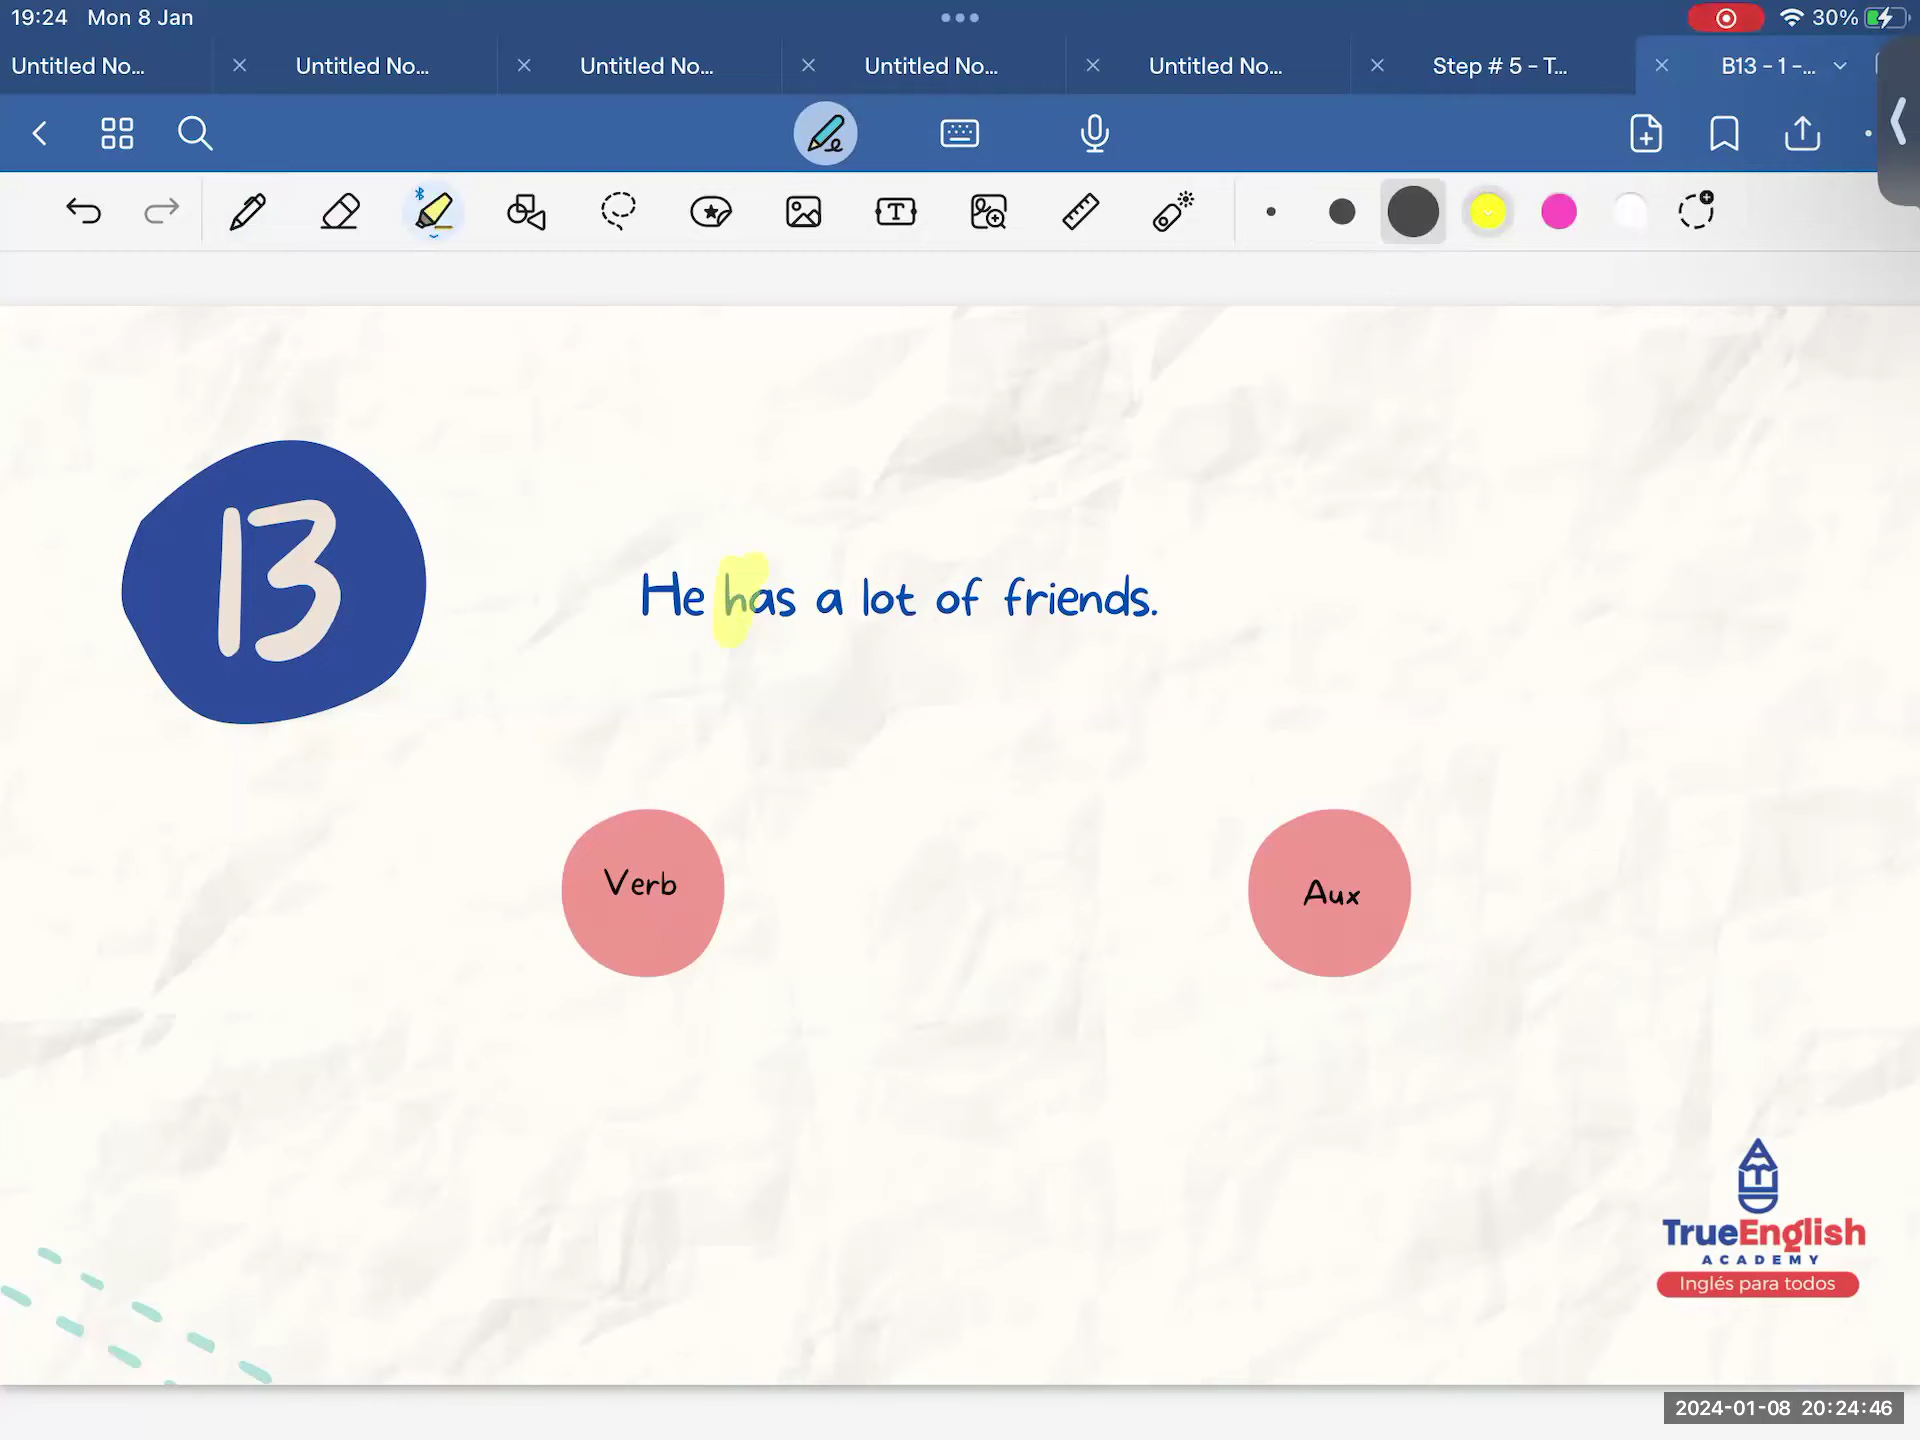 19:24 Mon 8 Jan
30%
Untitled No...
Untitled No...
Untitled No...
Untitled No...
Untitled No...
Step # 5 - T...
B13 - 1 -...
13
He has a lot of friends.
Verb
Aux
TrueEnglish
ACADEMY
Inglés para todos
2024-01-08 20:24:46